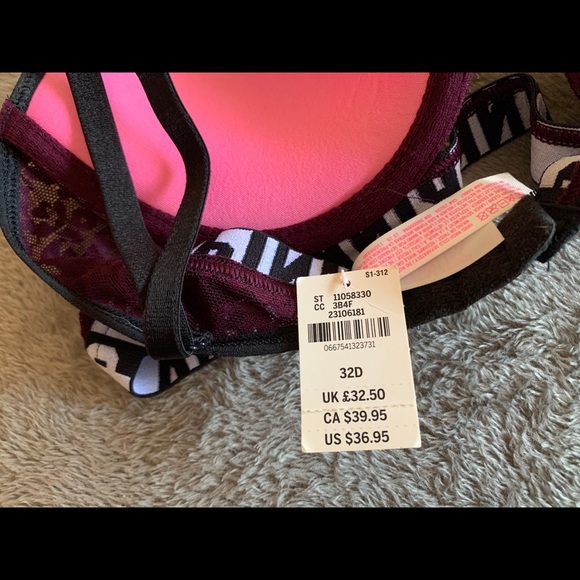 S1-312
ST 11058330
CC 3B4F
23106181
0667541323731
32D
UK £32.50
CA $39.95
US $36.95